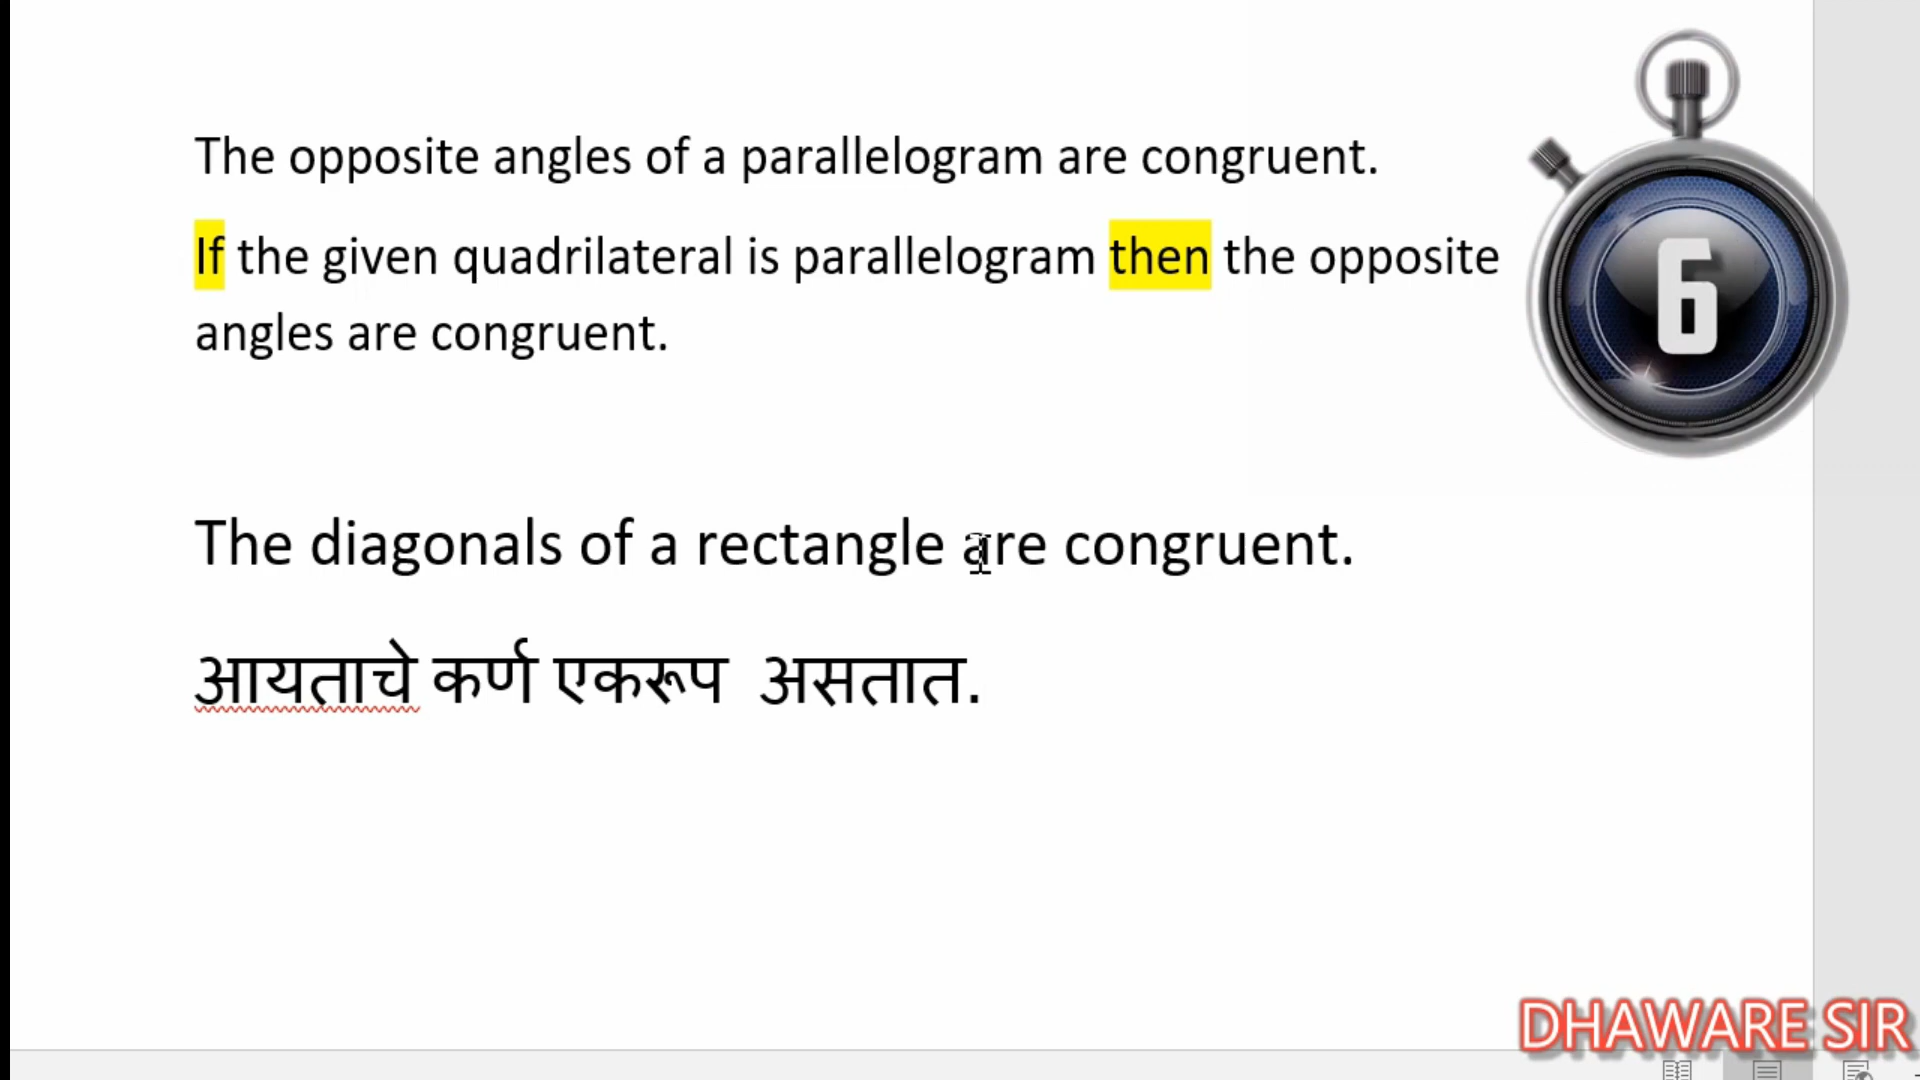 The opposite angles of a parallelogram are congruent.
If the given quadrilateral is parallelogram then the opposite
angles are congruent.
6
The diagonals of a rectangle are congruent.
आयताचे कर्ण एकरूप असतात.
DHAWARE SIR